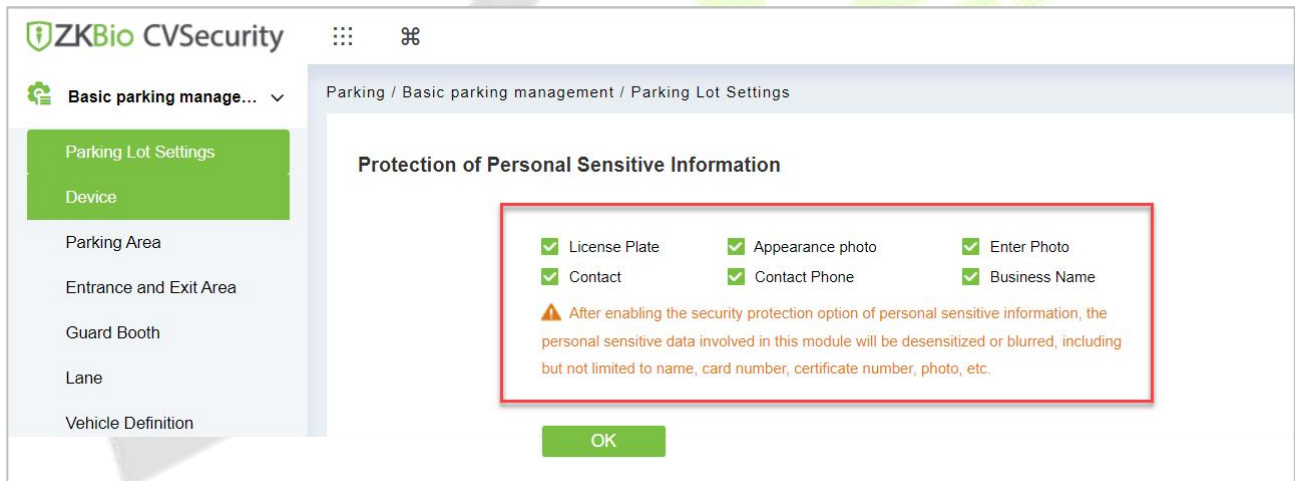 ZKBio CVSecurity
Basic parking manage...
Parking / Basic parking management / Parking Lot Settings
Parking Lot Settings
Device
Parking Area
Entrance and Exit Area
Guard Booth
Lane
Vehicle Definition
Protection of Personal Sensitive Information
License Plate
Appearance photo
Enter Photo
Contact
Contact Phone
Business Name
After enabling the security protection option of personal sensitive information, the
personal sensitive data involved in this module will be desensitized or blurred, including
but not limited to name, card number, certificate number, photo, etc.
OK